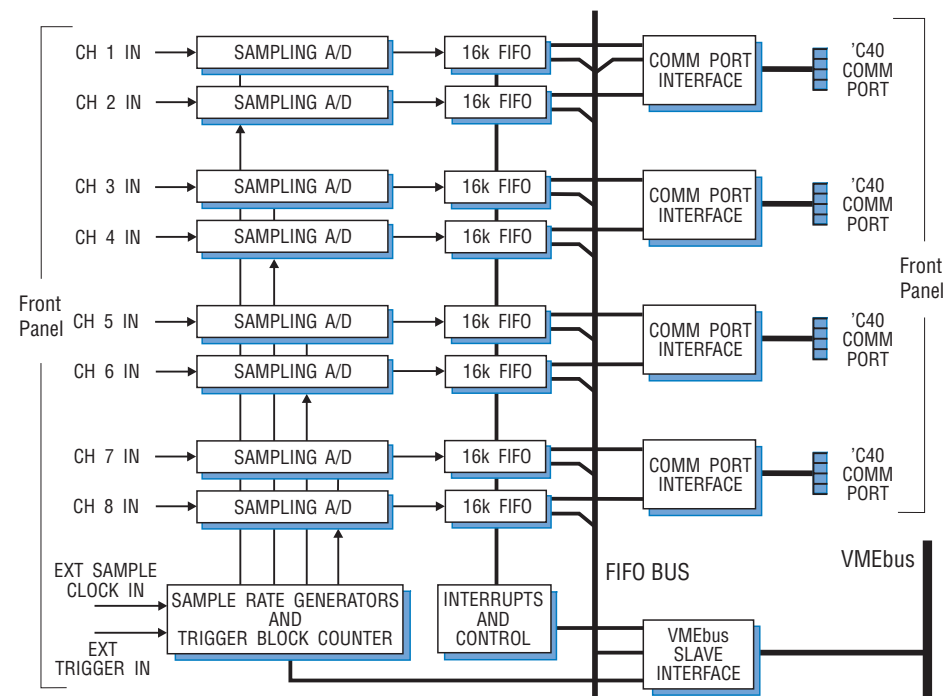 CH 1 IN
SAMPLING A/D
16k FIFO
COMM PORT
INTERFACE
'C40
COMM
PORT
CH 2 IN
SAMPLING A/D
16k FIFO
CH 3 IN
SAMPLING A/D
16k FIFO
COMM PORT
INTERFACE
'C40
COMM
PORT
CH 4 IN
SAMPLING A/D
16k FIFO
Front
Panel
Front
Panel
CH 5 IN
SAMPLING A/D
16k FIFO
COMM PORT
INTERFACE
'C40
COMM
PORT
CH 6 IN
SAMPLING A/D
16k FIFO
CH 7 IN
SAMPLING A/D
16k FIFO
COMM PORT
INTERFACE
'C40
COMM
PORT
CH 8 IN
SAMPLING A/D
16k FIFO
EXT SAMPLE
CLOCK IN
EXT
TRIGGER IN
SAMPLE RATE GENERATORS
AND
TRIGGER BLOCK COUNTER
INTERRUPTS
AND
CONTROL
FIFO BUS
VMEbus
VMEbus
SLAVE
INTERFACE